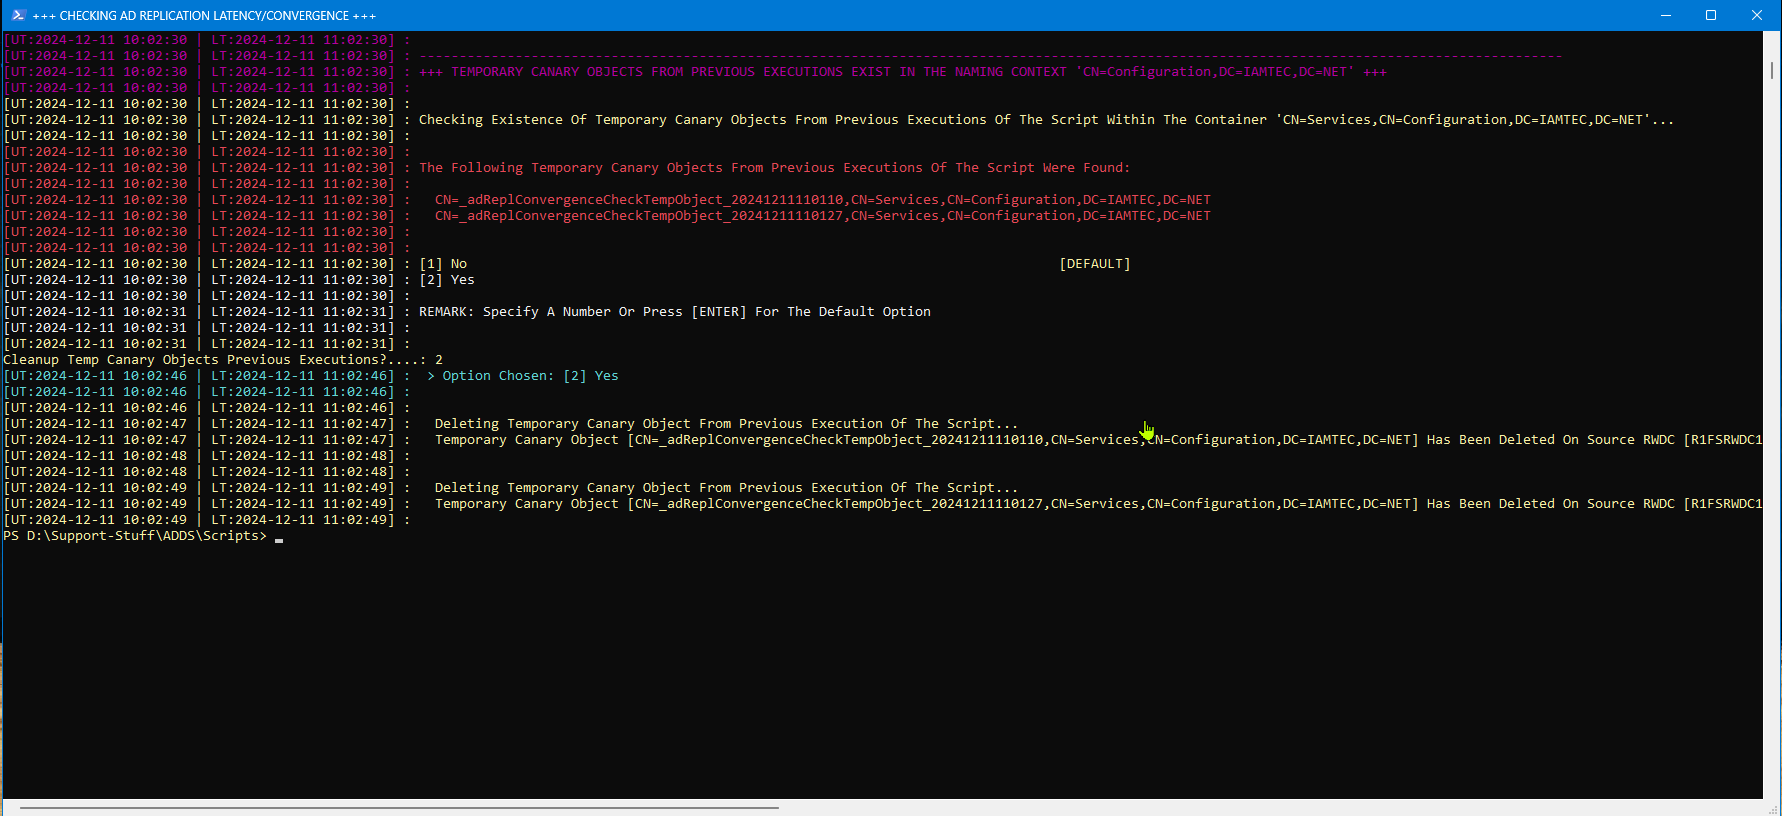 +++ CHECKING AD REPLICATION LATENCY/CONVERGENCE +++
[UT:2024-12-11 10:02:30 | LT:2024-12-11 11:02:30] :
[UT:2024-12-11 10:02:30 | LT:2024-12-11 11:02:30] : -----------------------------------------------------------------------------------------------------------------------------------------------
[UT:2024-12-11 10:02:30 | LT:2024-12-11 11:02:30] : +++ TEMPORARY CANARY OBJECTS FROM PREVIOUS EXECUTIONS EXIST IN THE NAMING CONTEXT 'CN=Configuration,DC=IAMTEC,DC=NET' +++
[UT:2024-12-11 10:02:30 | LT:2024-12-11 11:02:30] :
[UT:2024-12-11 10:02:30 | LT:2024-12-11 11:02:30] :
[UT:2024-12-11 10:02:30 | LT:2024-12-11 11:02:30] : Checking Existence Of Temporary Canary Objects From Previous Executions Of The Script Within The Container 'CN=Services,CN=Configuration,DC=IAMTEC,DC=NET'...
[UT:2024-12-11 10:02:30 | LT:2024-12-11 11:02:30] :
[UT:2024-12-11 10:02:30 | LT:2024-12-11 11:02:30] :
[UT:2024-12-11 10:02:30 | LT:2024-12-11 11:02:30] : The Following Temporary Canary Objects From Previous Executions Of The Script Were Found:
[UT:2024-12-11 10:02:30 | LT:2024-12-11 11:02:30] :
[UT:2024-12-11 10:02:30 | LT:2024-12-11 11:02:30] :   CN=_adReplConvergenceCheckTempObject_20241211110110,CN=Services,CN=Configuration,DC=IAMTEC,DC=NET
[UT:2024-12-11 10:02:30 | LT:2024-12-11 11:02:30] :   CN=_adReplConvergenceCheckTempObject_20241211110127,CN=Services,CN=Configuration,DC=IAMTEC,DC=NET
[UT:2024-12-11 10:02:30 | LT:2024-12-11 11:02:30] :
[UT:2024-12-11 10:02:30 | LT:2024-12-11 11:02:30] :
[UT:2024-12-11 10:02:30 | LT:2024-12-11 11:02:30] : [1] No [DEFAULT]
[UT:2024-12-11 10:02:30 | LT:2024-12-11 11:02:30] : [2] Yes
[UT:2024-12-11 10:02:30 | LT:2024-12-11 11:02:30] :
[UT:2024-12-11 10:02:31 | LT:2024-12-11 11:02:31] : REMARK: Specify A Number Or Press [ENTER] For The Default Option
[UT:2024-12-11 10:02:31 | LT:2024-12-11 11:02:31] :
[UT:2024-12-11 10:02:31 | LT:2024-12-11 11:02:31] :
Cleanup Temp Canary Objects Previous Executions?....: 2
[UT:2024-12-11 10:02:46 | LT:2024-12-11 11:02:46] :  > Option Chosen: [2] Yes
[UT:2024-12-11 10:02:46 | LT:2024-12-11 11:02:46] :
[UT:2024-12-11 10:02:46 | LT:2024-12-11 11:02:46] :
[UT:2024-12-11 10:02:47 | LT:2024-12-11 11:02:47] :   Deleting Temporary Canary Object From Previous Execution Of The Script...
[UT:2024-12-11 10:02:47 | LT:2024-12-11 11:02:47] :   Temporary Canary Object [CN=_adReplConvergenceCheckTempObject_20241211110110,CN=Services,CN=Configuration,DC=IAMTEC,DC=NET] Has Been Deleted On Source RWDC [R1FSRWDC1
[UT:2024-12-11 10:02:48 | LT:2024-12-11 11:02:48] :
[UT:2024-12-11 10:02:48 | LT:2024-12-11 11:02:48] :
[UT:2024-12-11 10:02:49 | LT:2024-12-11 11:02:49] :   Deleting Temporary Canary Object From Previous Execution Of The Script...
[UT:2024-12-11 10:02:49 | LT:2024-12-11 11:02:49] :   Temporary Canary Object [CN=_adReplConvergenceCheckTempObject_20241211110127,CN=Services,CN=Configuration,DC=IAMTEC,DC=NET] Has Been Deleted On Source RWDC [R1FSRWDC1
[UT:2024-12-11 10:02:49 | LT:2024-12-11 11:02:49] :
PS D:\Support-Stuff\ADDS\Scripts> _